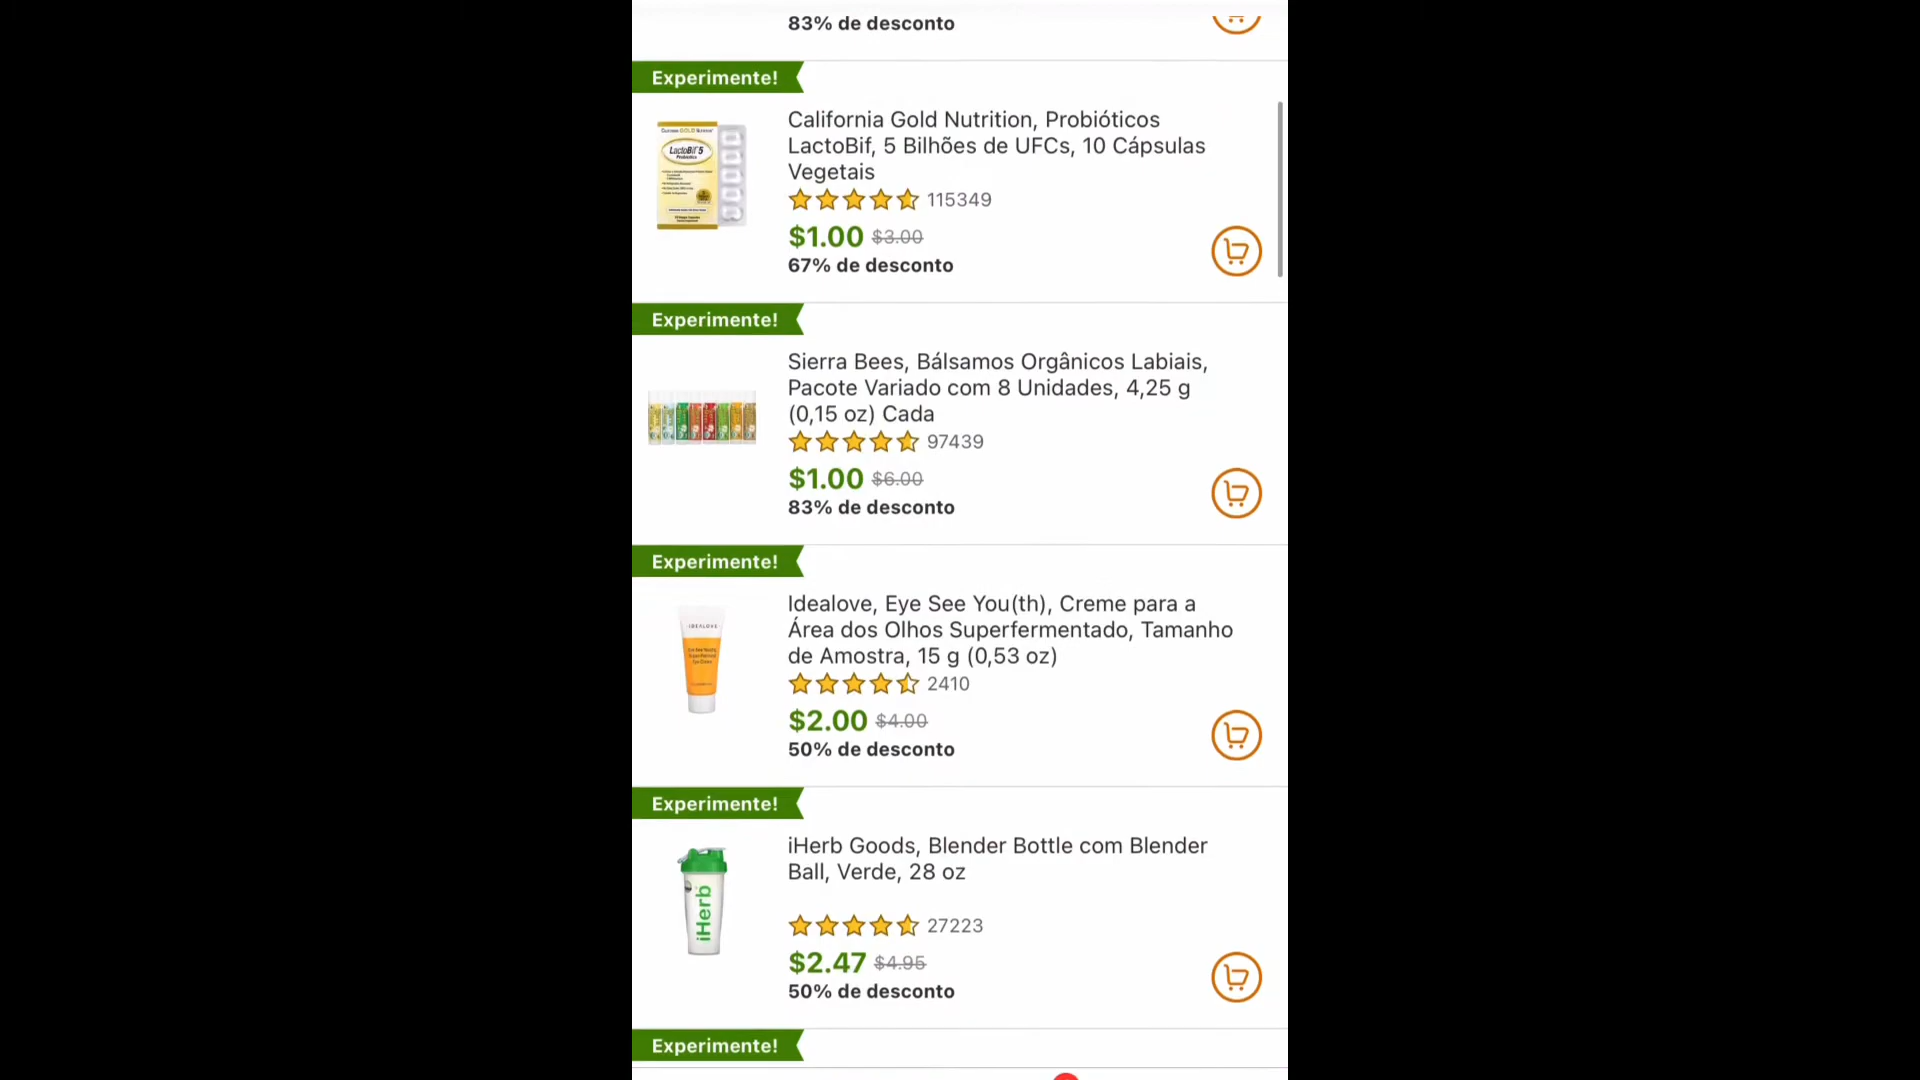 83% de desconto
Experimente!
California Gold Nutrition, Probióticos
LactoBif, 5 Bilhões de UFCs, 10 Cápsulas
Vegetais
115349
$1.00 $3.00
67% de desconto
LactoBif 5
Probiotics
Experimente!
Sierra Bees, Bálsamos Orgânicos Labiais,
Pacote Variado com 8 Unidades, 4,25 g
(0,15 oz) Cada
97439
$1.00 $6.00
83% de desconto
Experimente!
Idealove, Eye See You(th), Creme para a
Área dos Olhos Superfermentado, Tamanho
de Amostra, 15 g (0,53 oz)
2410
$2.00 $4.00
50% de desconto
IDEALOVE
Experimente!
iHerb Goods, Blender Bottle com Blender
Ball, Verde, 28 oz
27223
$2.47 $4.95
50% de desconto
iHerb
Experimente!